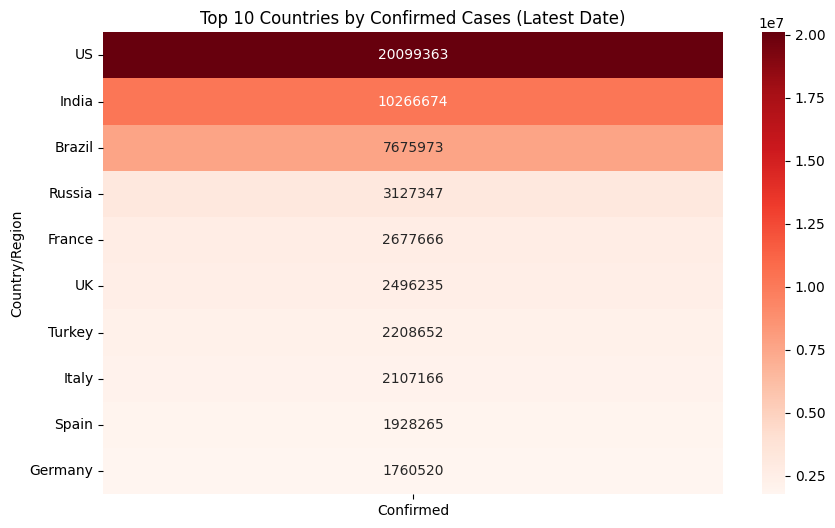 Top 10 Countries by Confirmed Cases (Latest Date)
1e7
US 20099363
India 10266674
Brazil 7675973
Russia 3127347
France 2677666
UK 2496235
Turkey 2208652
Italy 2107166
Spain 1928265
Germany 1760520
Country/Region
Confirmed
2.00
1.75
1.50
1.25
1.00
0.75
0.50
0.25